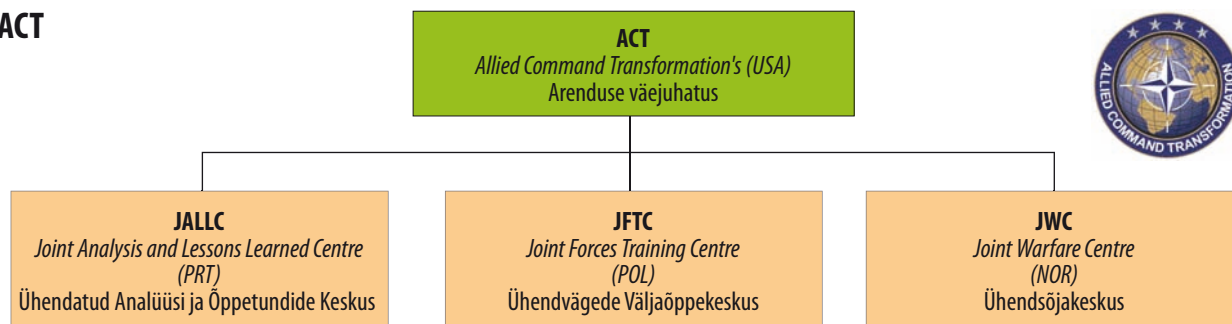 ACT
ACT
Allied Command Transformation's (USA)
Arenduse väejuhatus
ALLIED COMMAND TRANSFORMATION
JALLC
Joint Analysis and Lessons Learned Centre
(PRT)
Ühendatud Analüüsi ja Õppetundide Keskus
JFTC
Joint Forces Training Centre
(POL)
Ühendvägede Väljaõppekeskus
JWC
Joint Warfare Centre
(NOR)
Ühendsõjakeskus